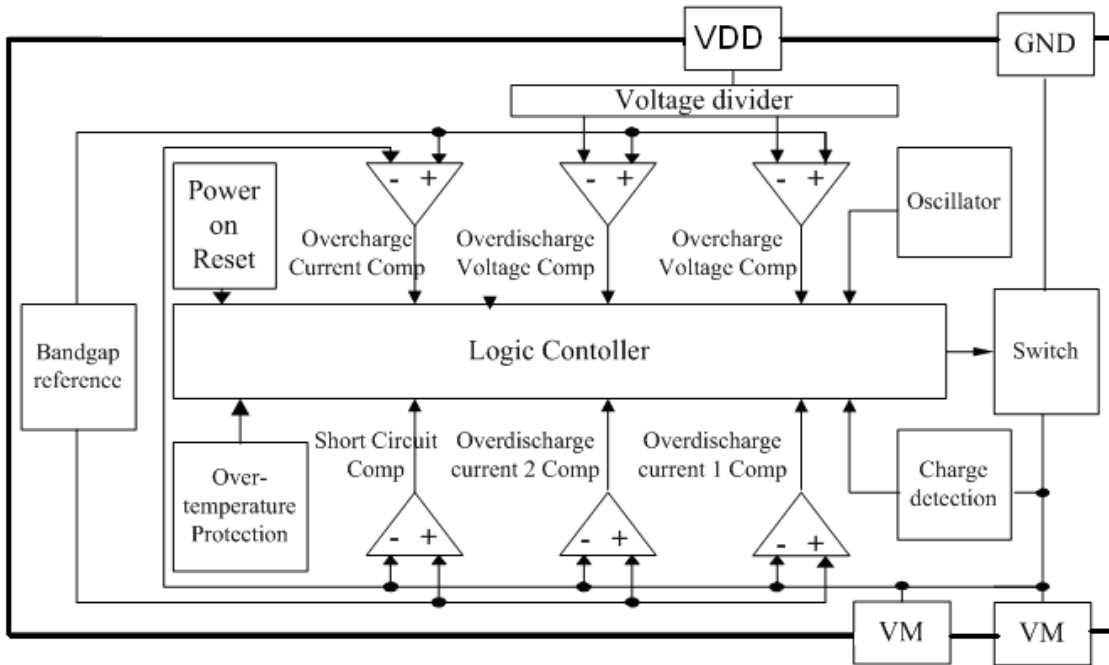 VDD
GND
Voltage divider
- +
- +
- +
Power
on
Reset
Oscillator
Overcharge
Current Comp
Overdischarge
Voltage Comp
Overcharge
Voltage Comp
Bandgap
reference
Logic Contoller
Switch
Over-
temperature
Protection
Short Circuit
Comp
Overdischarge
current 2 Comp
Overdischarge
current 1 Comp
Charge
detection
- +
- +
- +
VM
VM